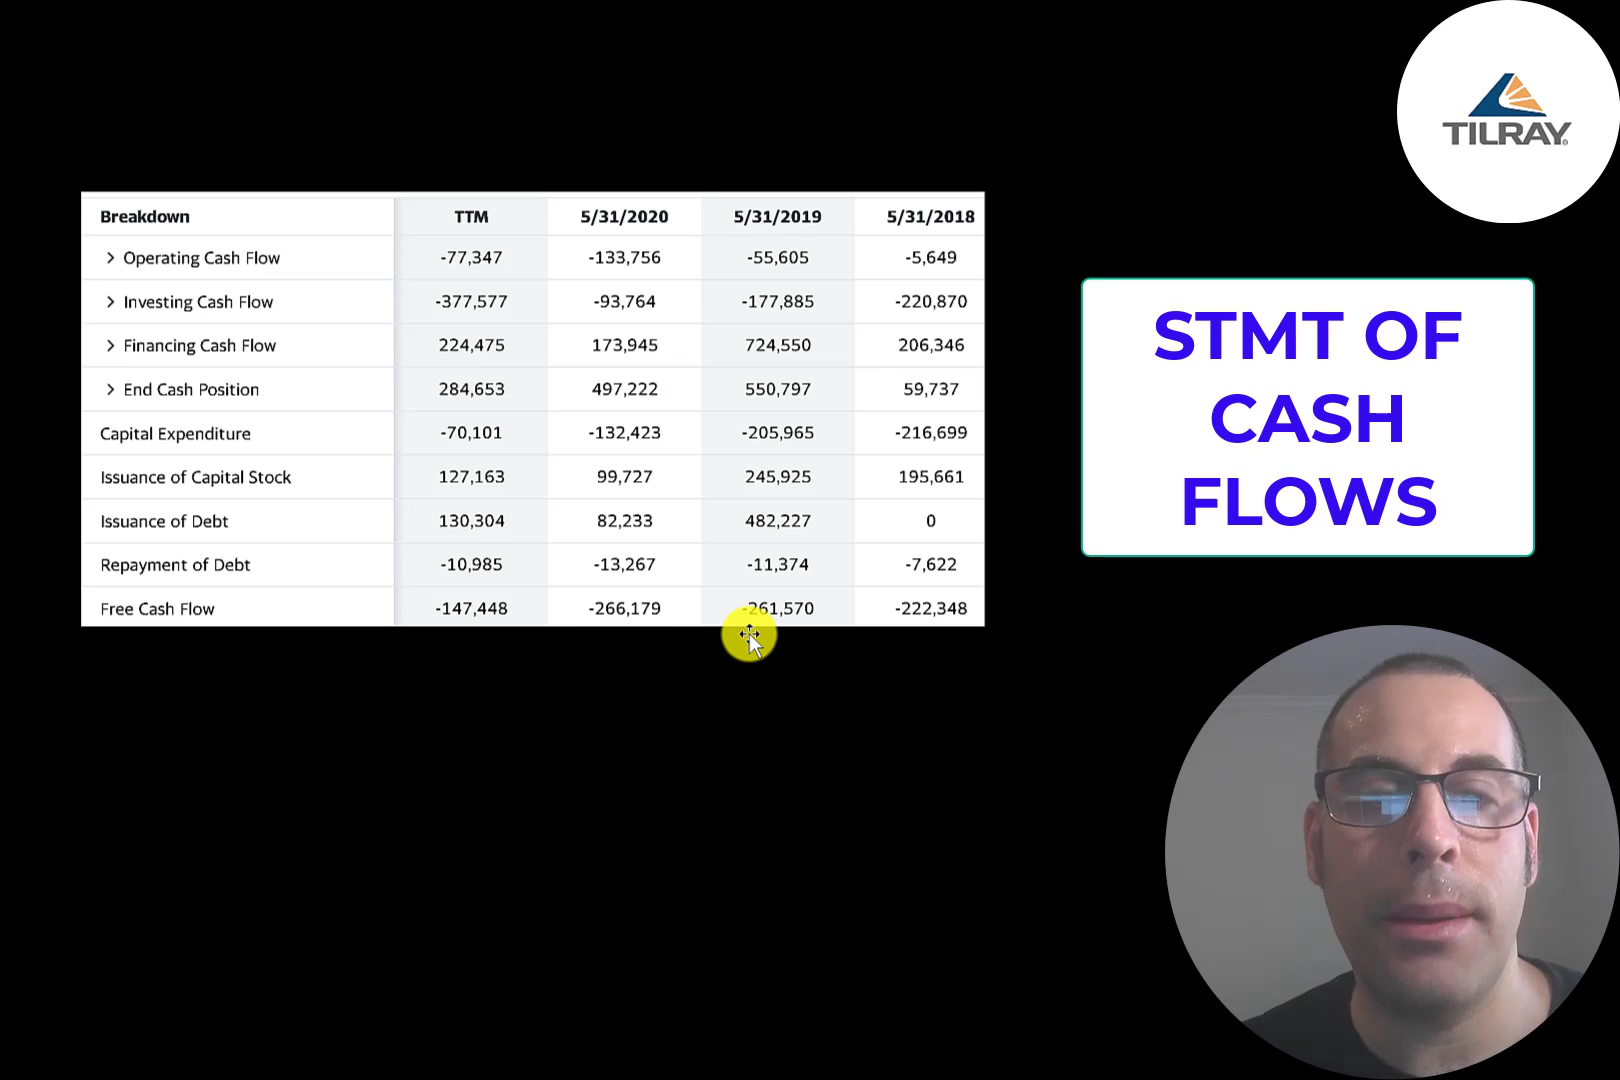 TILRAY
Breakdown TTM 5/31/2020 5/31/2019 5/31/2018
Operating Cash Flow -77,347 -133,756 -55,605 -5,649
Investing Cash Flow -377,577 -93,764 -177,885 -220,870
Financing Cash Flow 224,475 173,945 724,550 206,346
End Cash Position 284,653 497,222 550,797 59,737
Capital Expenditure -70,101 -132,423 -205,965 -216,699
Issuance of Capital Stock 127,163 99,727 245,925 195,661
Issuance of Debt 130,304 82,233 482,227 0
Repayment of Debt -10,985 -13,267 -11,374 -7,622
Free Cash Flow -147,448 -266,179 -261,570 -222,348
STMT OF
CASH
FLOWS